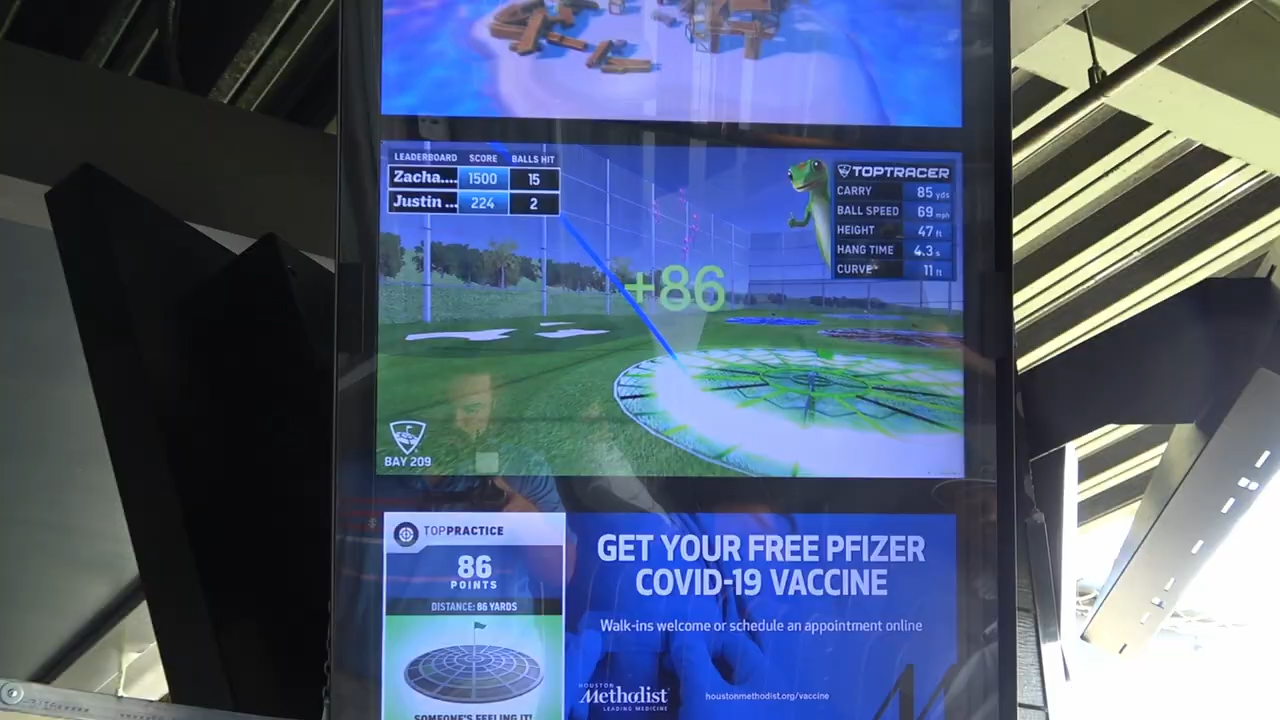 LEADERBOARD SCORE BALLS HIT
Zacha.... 1500 15
Justin ... 224 2
TOPTRACER
CARRY 85 yds
BALL SPEED 69 mph
HEIGHT 47 ft
HANG TIME 4.3 s
CURVE 11 ft
+86
BAY 209
TOPPRACTICE
86
POINTS
DISTANCE: 86 YARDS
SOMEONE'S FEELING IT!
GET YOUR FREE PFIZER
COVID-19 VACCINE
Walk-ins welcome or schedule an appointment online
HOUSTON
Methodist
LEADING MEDICINE
houstonmethodist.org/vaccine